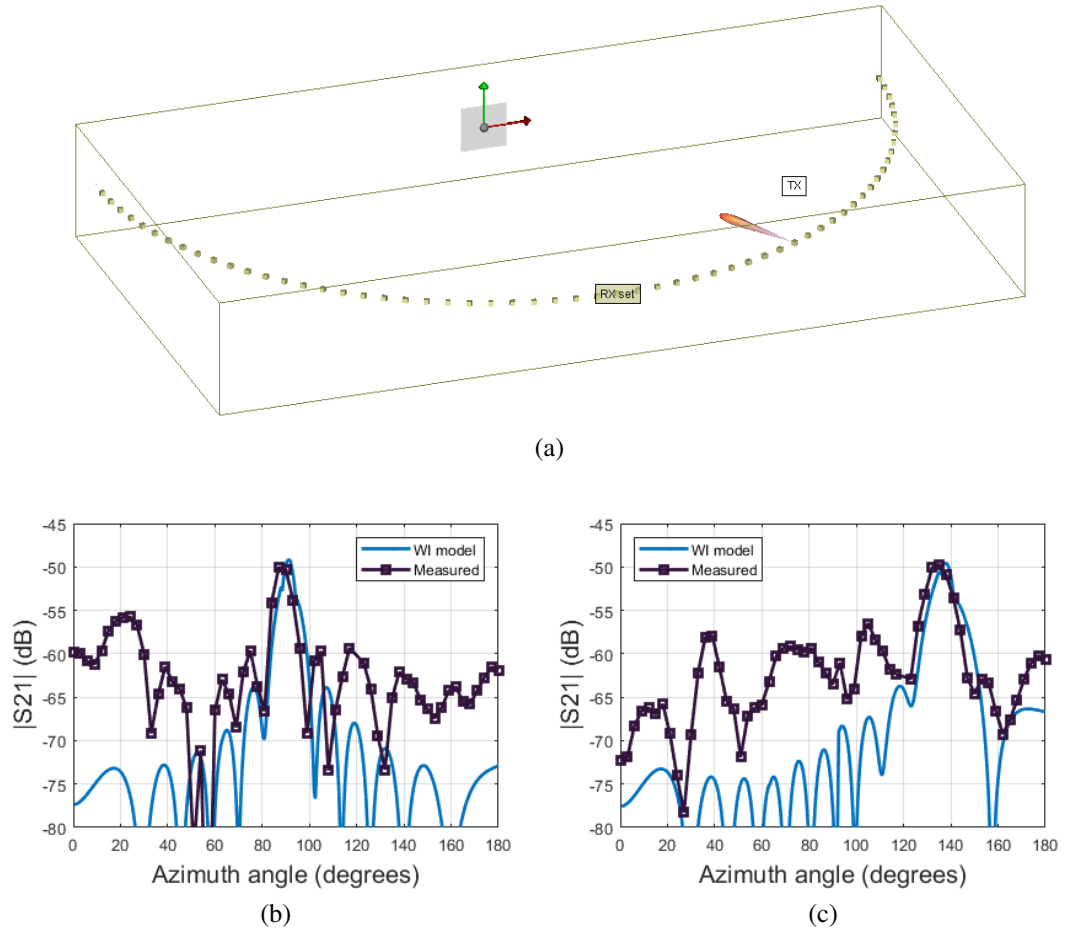 TX
RX set
(a)
-45
-50
-55
-60
-65
-70
-75
-80
|S21| (dB)
WI model
Measured
0 20 40 60 80 100 120 140 160 180
Azimuth angle (degrees)
(b)
-45
-50
-55
-60
-65
-70
-75
-80
|S21| (dB)
WI model
Measured
0 20 40 60 80 100 120 140 160 180
Azimuth angle (degrees)
(c)